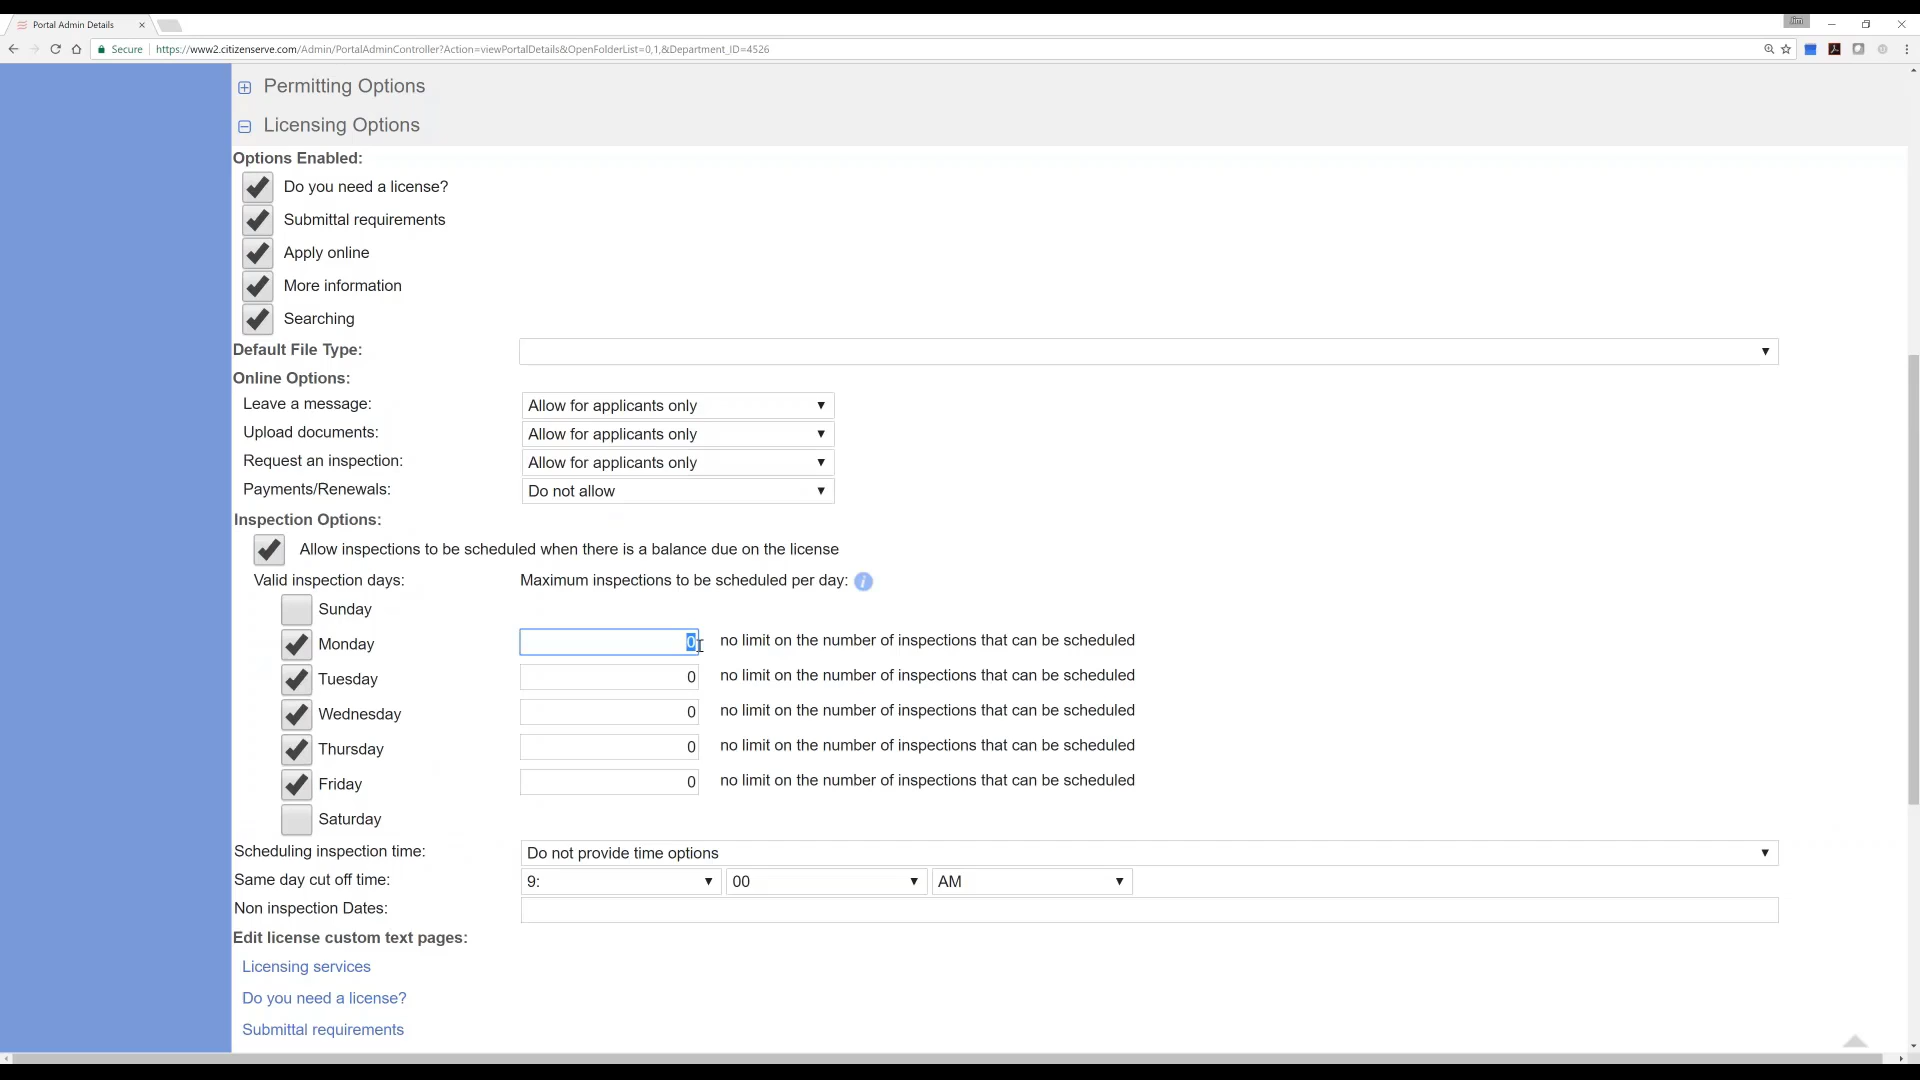 Portal Admin Details
Jim
Secure https://www2.citizenserve.com/Admin/PortalAdminController?Action=viewPortalDetails&OpenFolderList=0,1,&Department_ID=4526
Permitting Options
Licensing Options
Options Enabled:
Do you need a license?
Submittal requirements
Apply online
More information
Searching
Default File Type:
Online Options:
Leave a message: Allow for applicants only
Upload documents: Allow for applicants only
Request an inspection: Allow for applicants only
Payments/Renewals: Do not allow
Inspection Options:
Allow inspections to be scheduled when there is a balance due on the license
Valid inspection days: Maximum inspections to be scheduled per day: i
Sunday
Monday 0 no limit on the number of inspections that can be scheduled
Tuesday 0 no limit on the number of inspections that can be scheduled
Wednesday 0 no limit on the number of inspections that can be scheduled
Thursday 0 no limit on the number of inspections that can be scheduled
Friday 0 no limit on the number of inspections that can be scheduled
Saturday
Scheduling inspection time: Do not provide time options
Same day cut off time: 9: 00 AM
Non inspection Dates:
Edit license custom text pages:
Licensing services
Do you need a license?
Submittal requirements